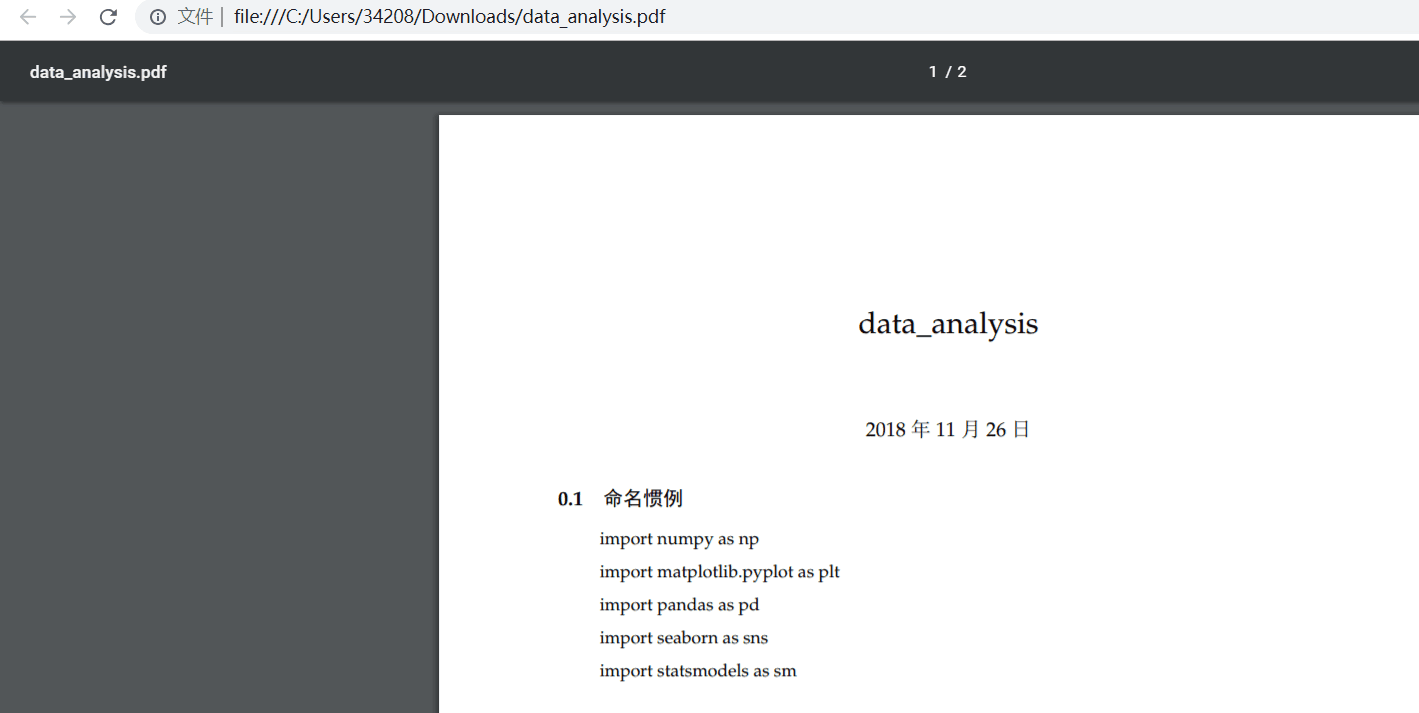 文件 | file:///C:/Users/34208/Downloads/data_analysis.pdf
data_analysis.pdf 1 / 2
data_analysis
2018 年 11 月 26 日
0.1 命名惯例
import numpy as np
import matplotlib.pyplot as plt
import pandas as pd
import seaborn as sns
import statsmodels as sm